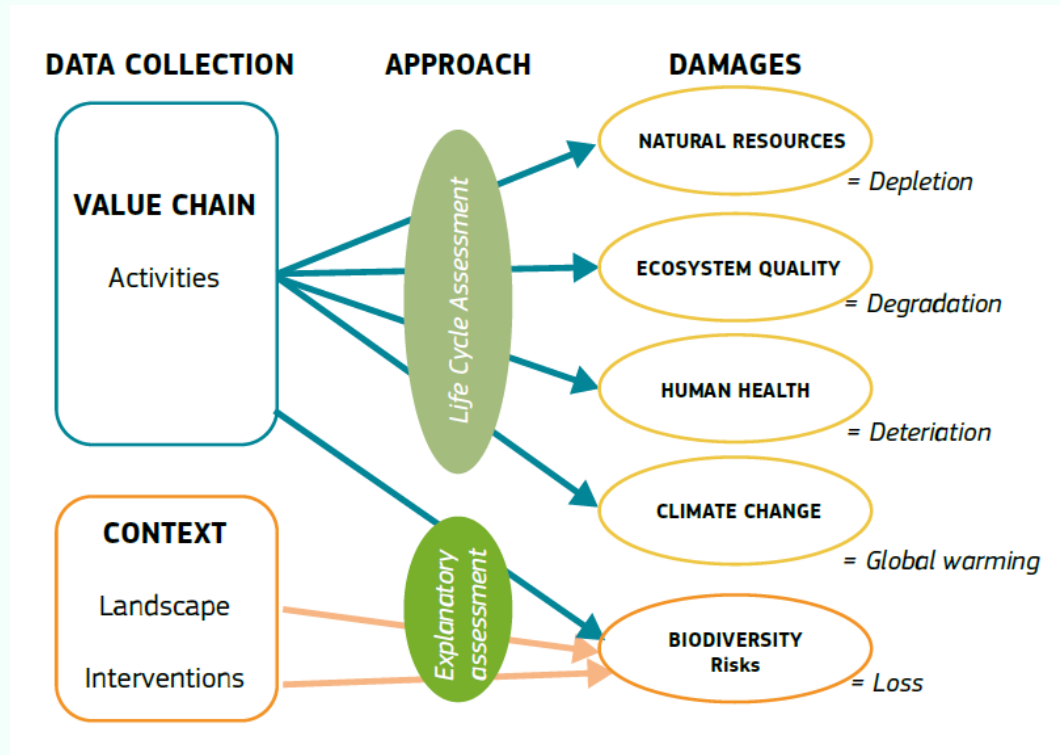 DATA COLLECTION
APPROACH
DAMAGES
VALUE CHAIN
Activities
CONTEXT
Landscape
Interventions
Life Cycle Assessment
Explanatory
assessment
NATURAL RESOURCES
= Depletion
ECOSYSTEM QUALITY
= Degradation
HUMAN HEALTH
= Deteriation
CLIMATE CHANGE
= Global warming
BIODIVERSITY
Risks
= Loss